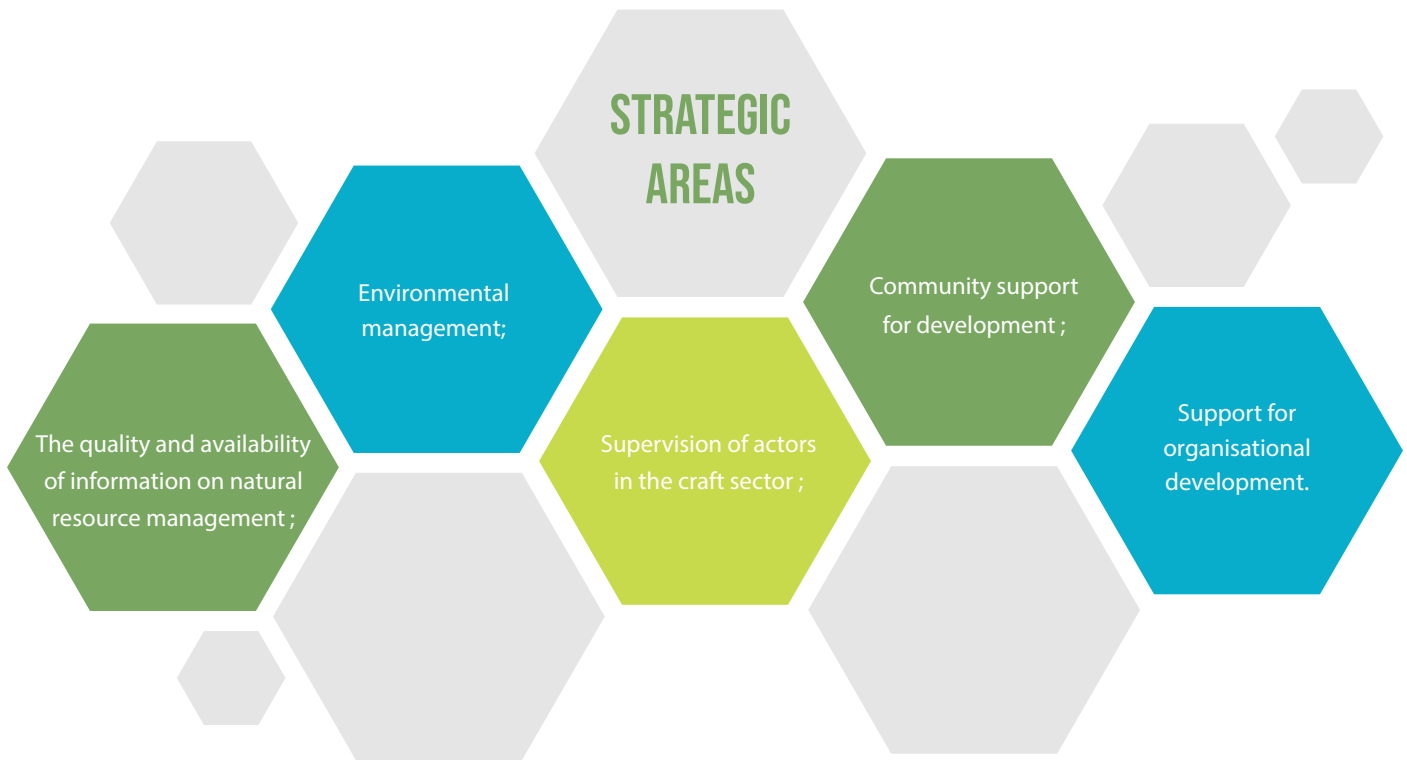 STRATEGIC
AREAS
The quality and availability
of information on natural
resource management ;
Environmental
management;
Supervision of actors
in the craft sector ;
Community support
for development ;
Support for
organisational
development.